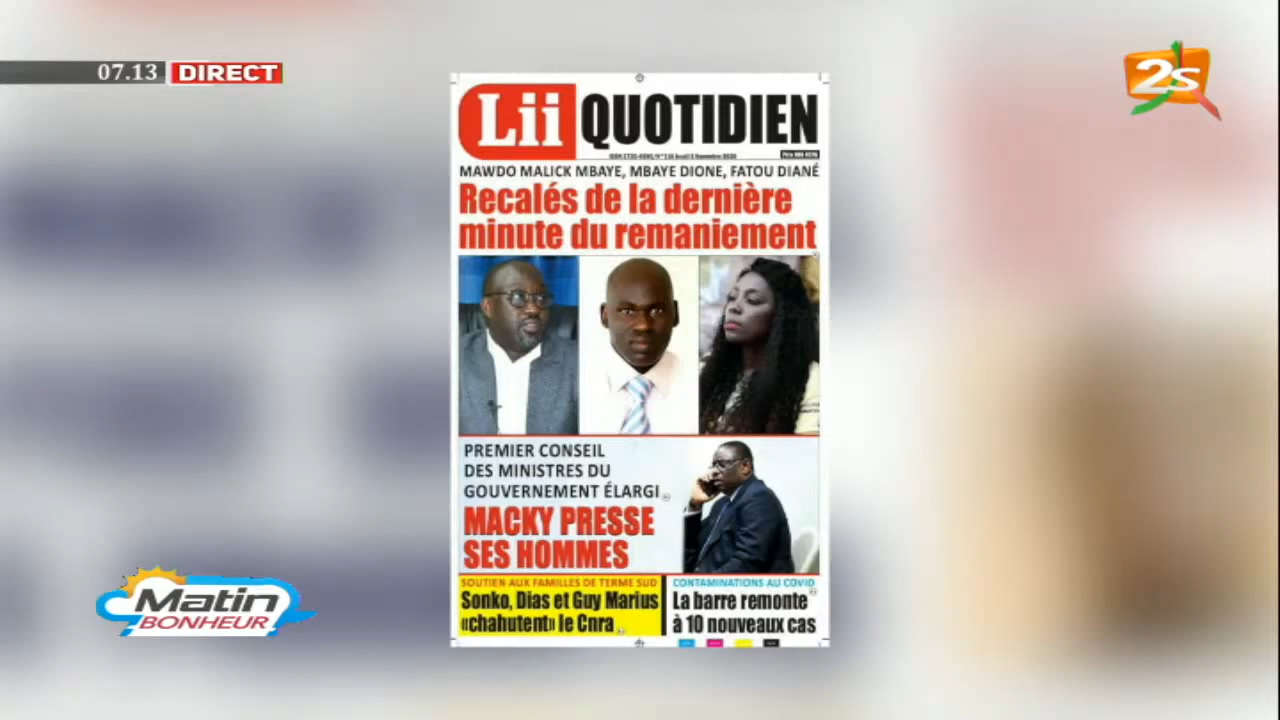 07.13 DIRECT
2s
Lii QUOTIDIEN
MAWDO MALICK MBAYE, MBAYE DIONE, FATOU DIANÉ
Recalés de la dernière
minute du remaniement
PREMIER CONSEIL
DES MINISTRES DU
GOUVERNEMENT ÉLARGI
MACKY PRESSE
SES HOMMES
SOUTIEN AUX FAMILLES DE TERME SUD
Sonko, Dias et Guy Marius
«chahutent» le Cnra
CONTAMINATIONS AU COVID
La barre remonte
à 10 nouveaux cas
Matin
BONHEUR